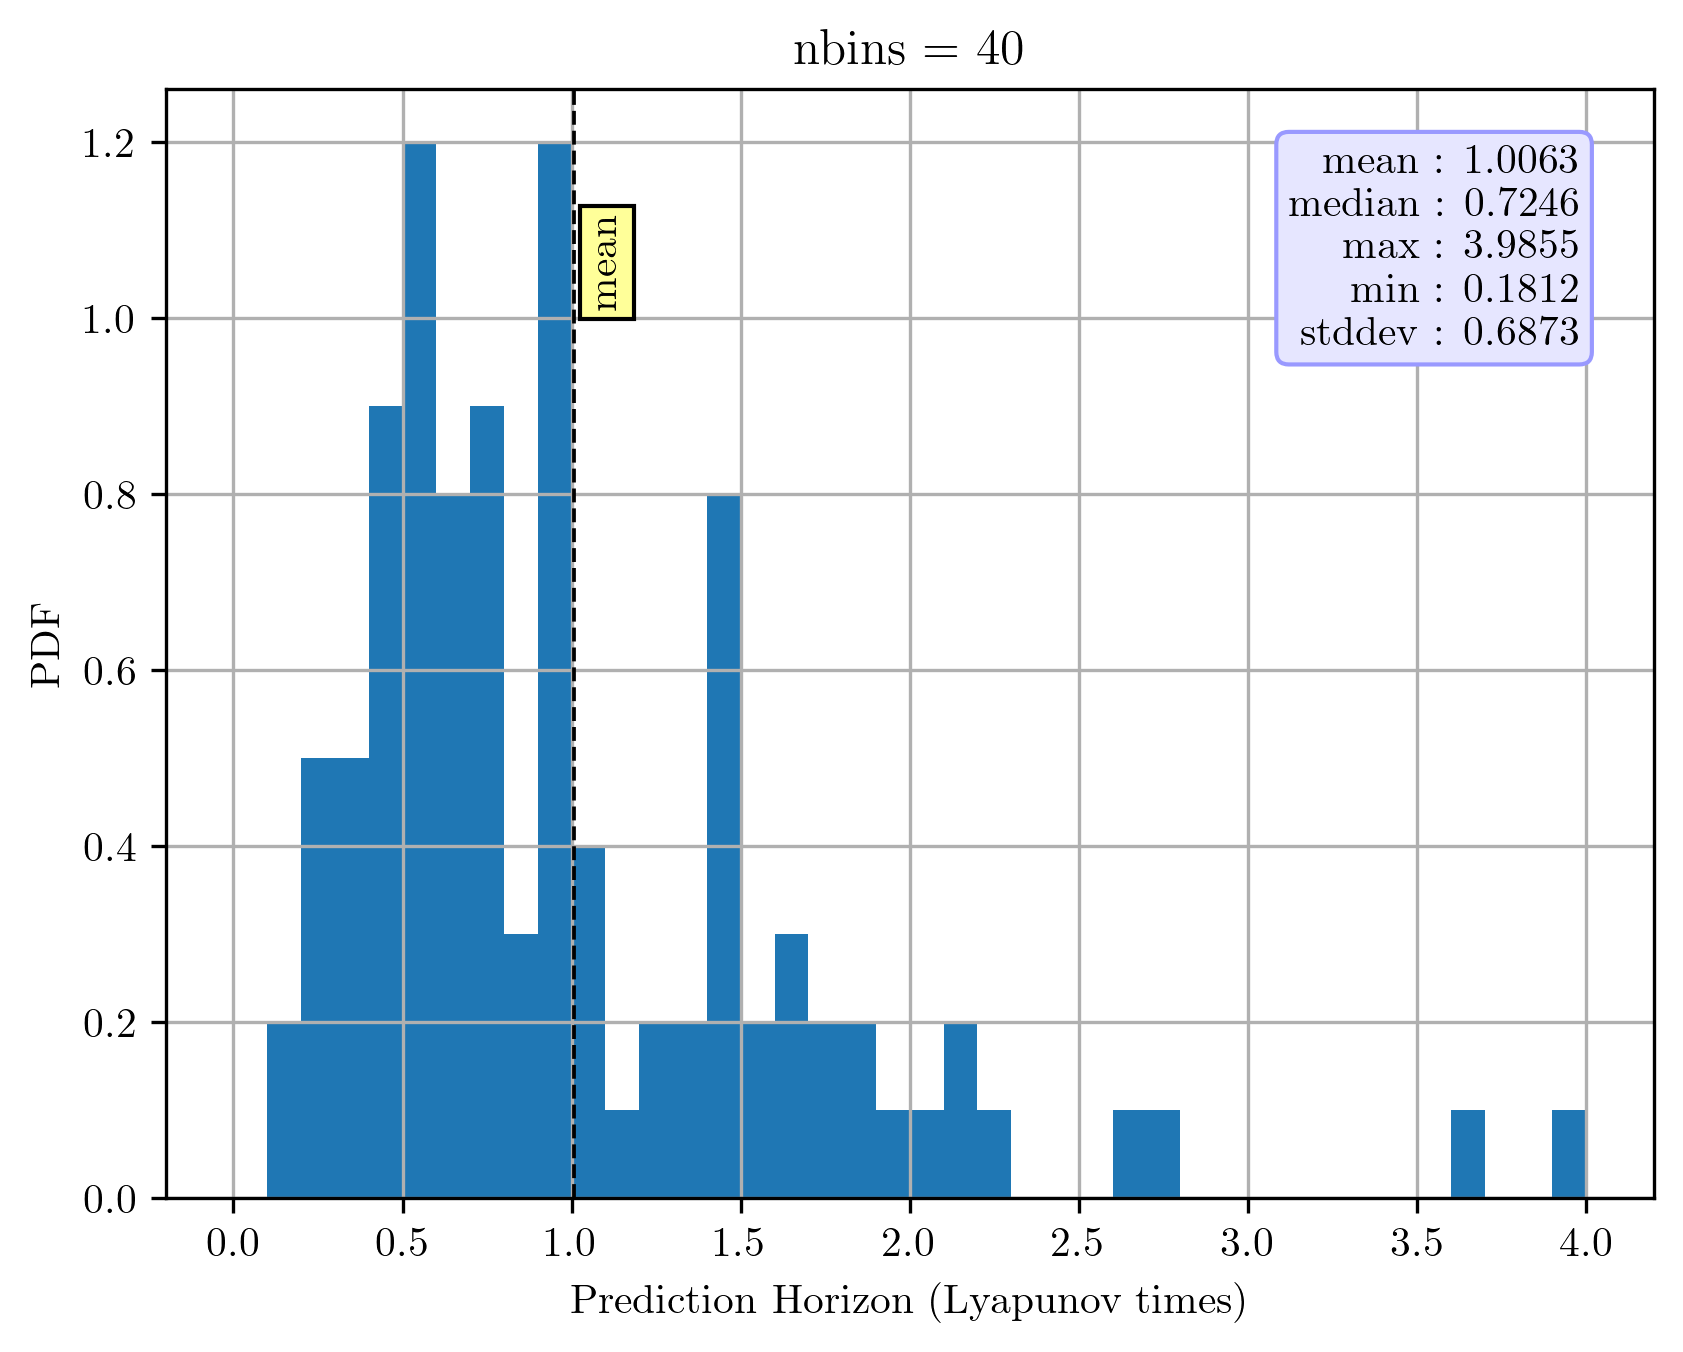 nbins = 40
1.2
1.0
0.8
0.6
0.4
0.2
0.0
PDF
mean
mean : 1.0063
median : 0.7246
max : 3.9855
min : 0.1812
stddev : 0.6873
0.0 0.5 1.0 1.5 2.0 2.5 3.0 3.5 4.0
Prediction Horizon (Lyapunov times)